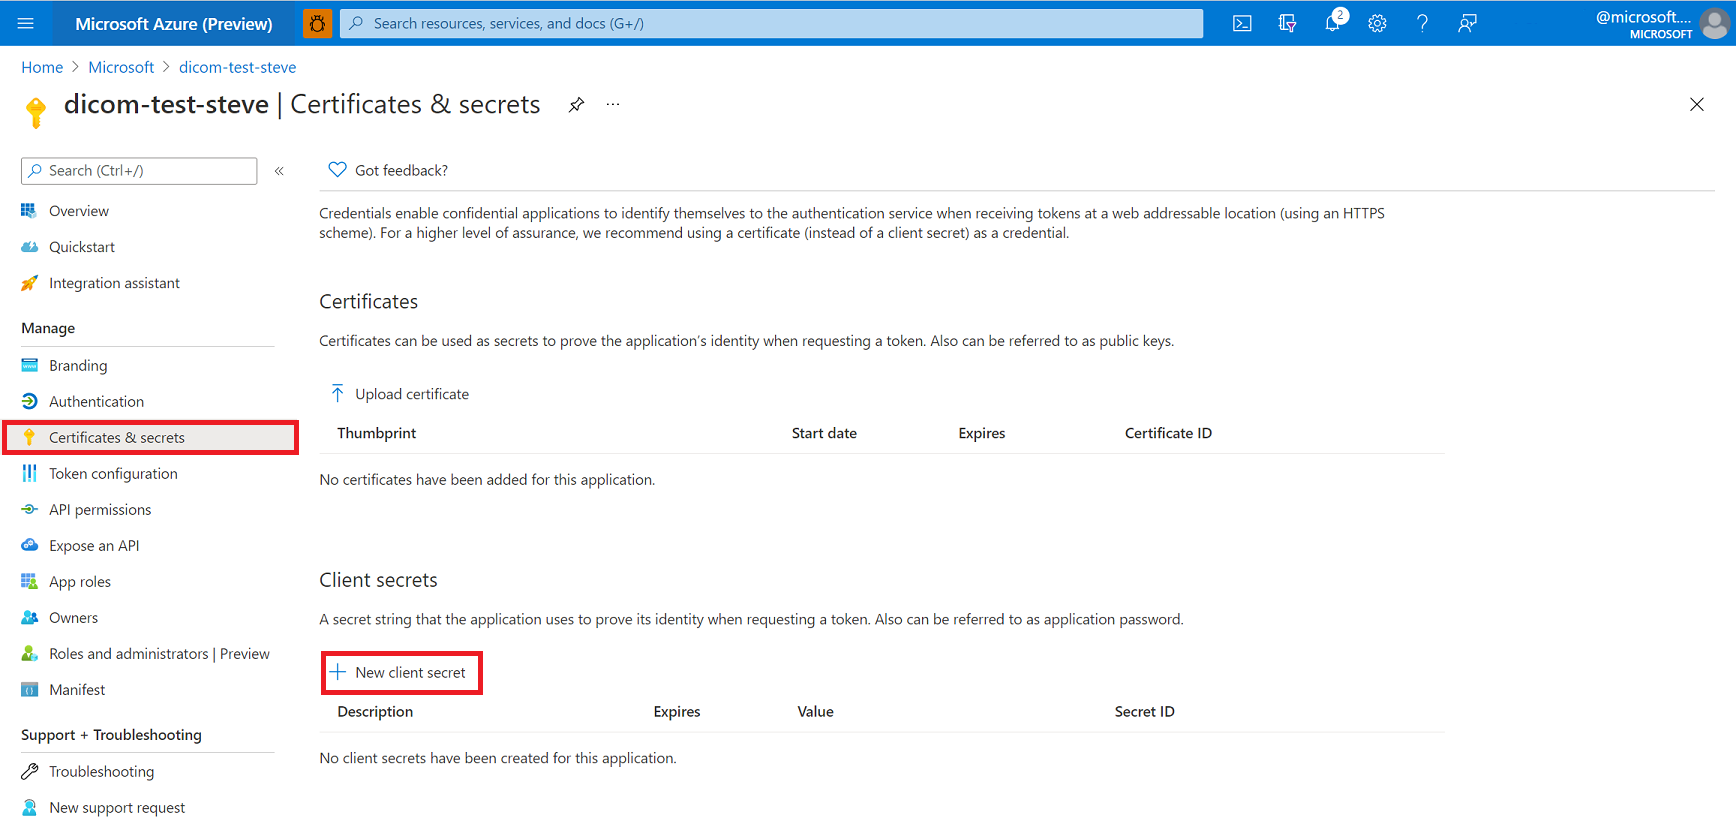 Microsoft Azure (Preview)
Search resources, services, and docs (G+/)
2
@microsoft....
MICROSOFT
Home > Microsoft > dicom-test-steve
dicom-test-steve | Certificates & secrets
...
Search (Ctrl+/)
«
Overview
Quickstart
Integration assistant
Manage
Branding
Authentication
Certificates & secrets
Token configuration
API permissions
Expose an API
App roles
Owners
Roles and administrators | Preview
Manifest
Support + Troubleshooting
Troubleshooting
New support request
Got feedback?
Credentials enable confidential applications to identify themselves to the authentication service when receiving tokens at a web addressable location (using an HTTPS
scheme). For a higher level of assurance, we recommend using a certificate (instead of a client secret) as a credential.
Certificates
Certificates can be used as secrets to prove the application's identity when requesting a token. Also can be referred to as public keys.
Upload certificate
Thumbprint Start date Expires Certificate ID
No certificates have been added for this application.
Client secrets
A secret string that the application uses to prove its identity when requesting a token. Also can be referred to as application password.
New client secret
Description Expires Value Secret ID
No client secrets have been created for this application.